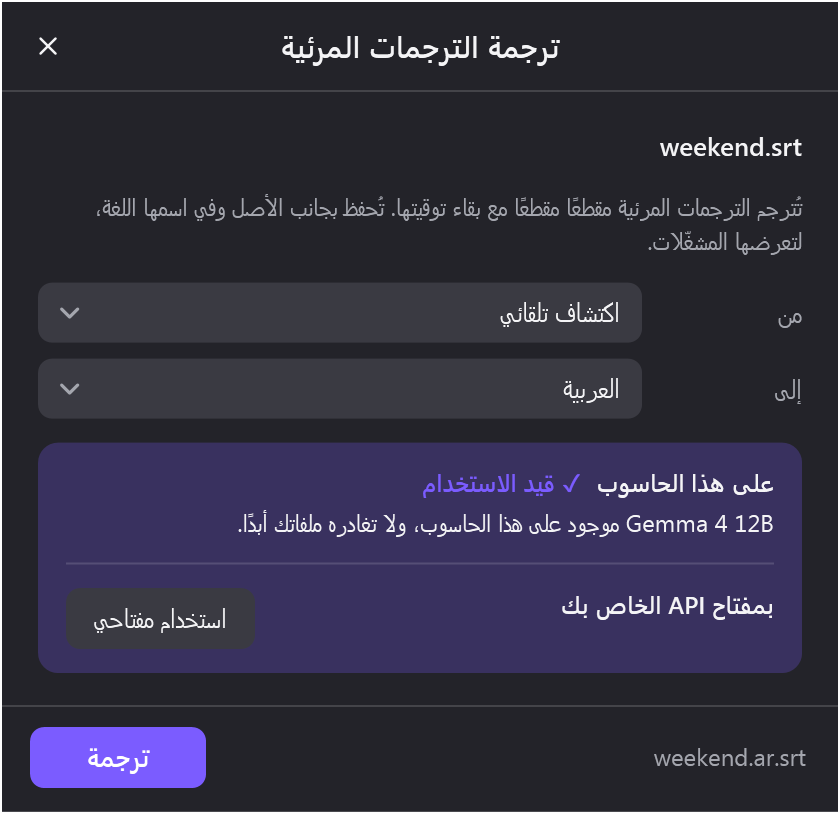 ترجمة الترجمات المرئية
weekend.srt
تُترجم الترجمات المرئية مقطعًا مقطعًا مع بقاء توقيتها. تُحفظ بجانب الأصل وفي اسمها اللغة،
لتعرضها المشغّلات.
من
اكتشاف تلقائي
إلى
العربية
على هذا الحاسوب ✓ قيد الاستخدام
Gemma 4 12B موجود على هذا الحاسوب، ولا تغادره ملفاتك أبدًا.
بمفتاح API الخاص بك
استخدام مفتاحي
weekend.ar.srt
ترجمة